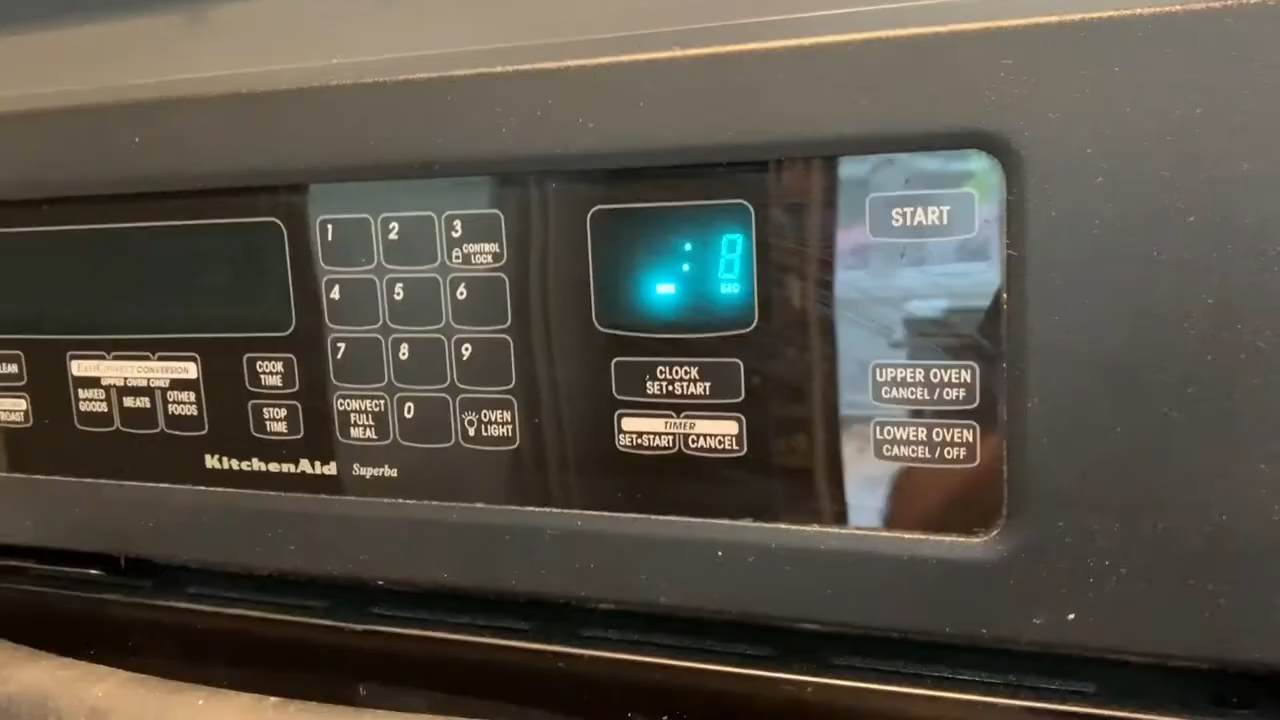 START
1
2
3
CONTROL
LOCK
: 8
SEC
4
5
6
7
8
9
CLEAN
EASYCONVECT CONVERSION
UPPER OVEN ONLY
BAKED
GOODS
MEATS
OTHER
FOODS
COOK
TIME
STOP
TIME
ROAST
CONVECT
FULL
MEAL
0
OVEN
LIGHT
CLOCK
SET•START
TIMER
SET•START
CANCEL
UPPER OVEN
CANCEL / OFF
LOWER OVEN
CANCEL / OFF
KitchenAid
Superba